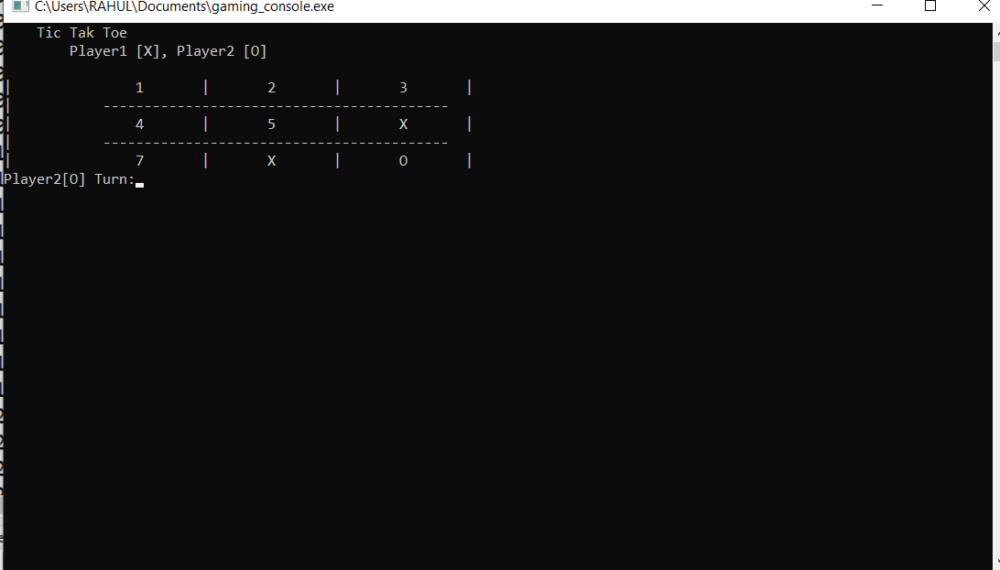 C:\Users\RAHUL\Documents\gaming_console.exe
Tic Tak Toe
Player1 [X], Player2 [O]
| 1 | 2 | 3 |
| -----------------------------------------
| 4 | 5 | X |
| -----------------------------------------
| 7 | X | O |
Player2[O] Turn: